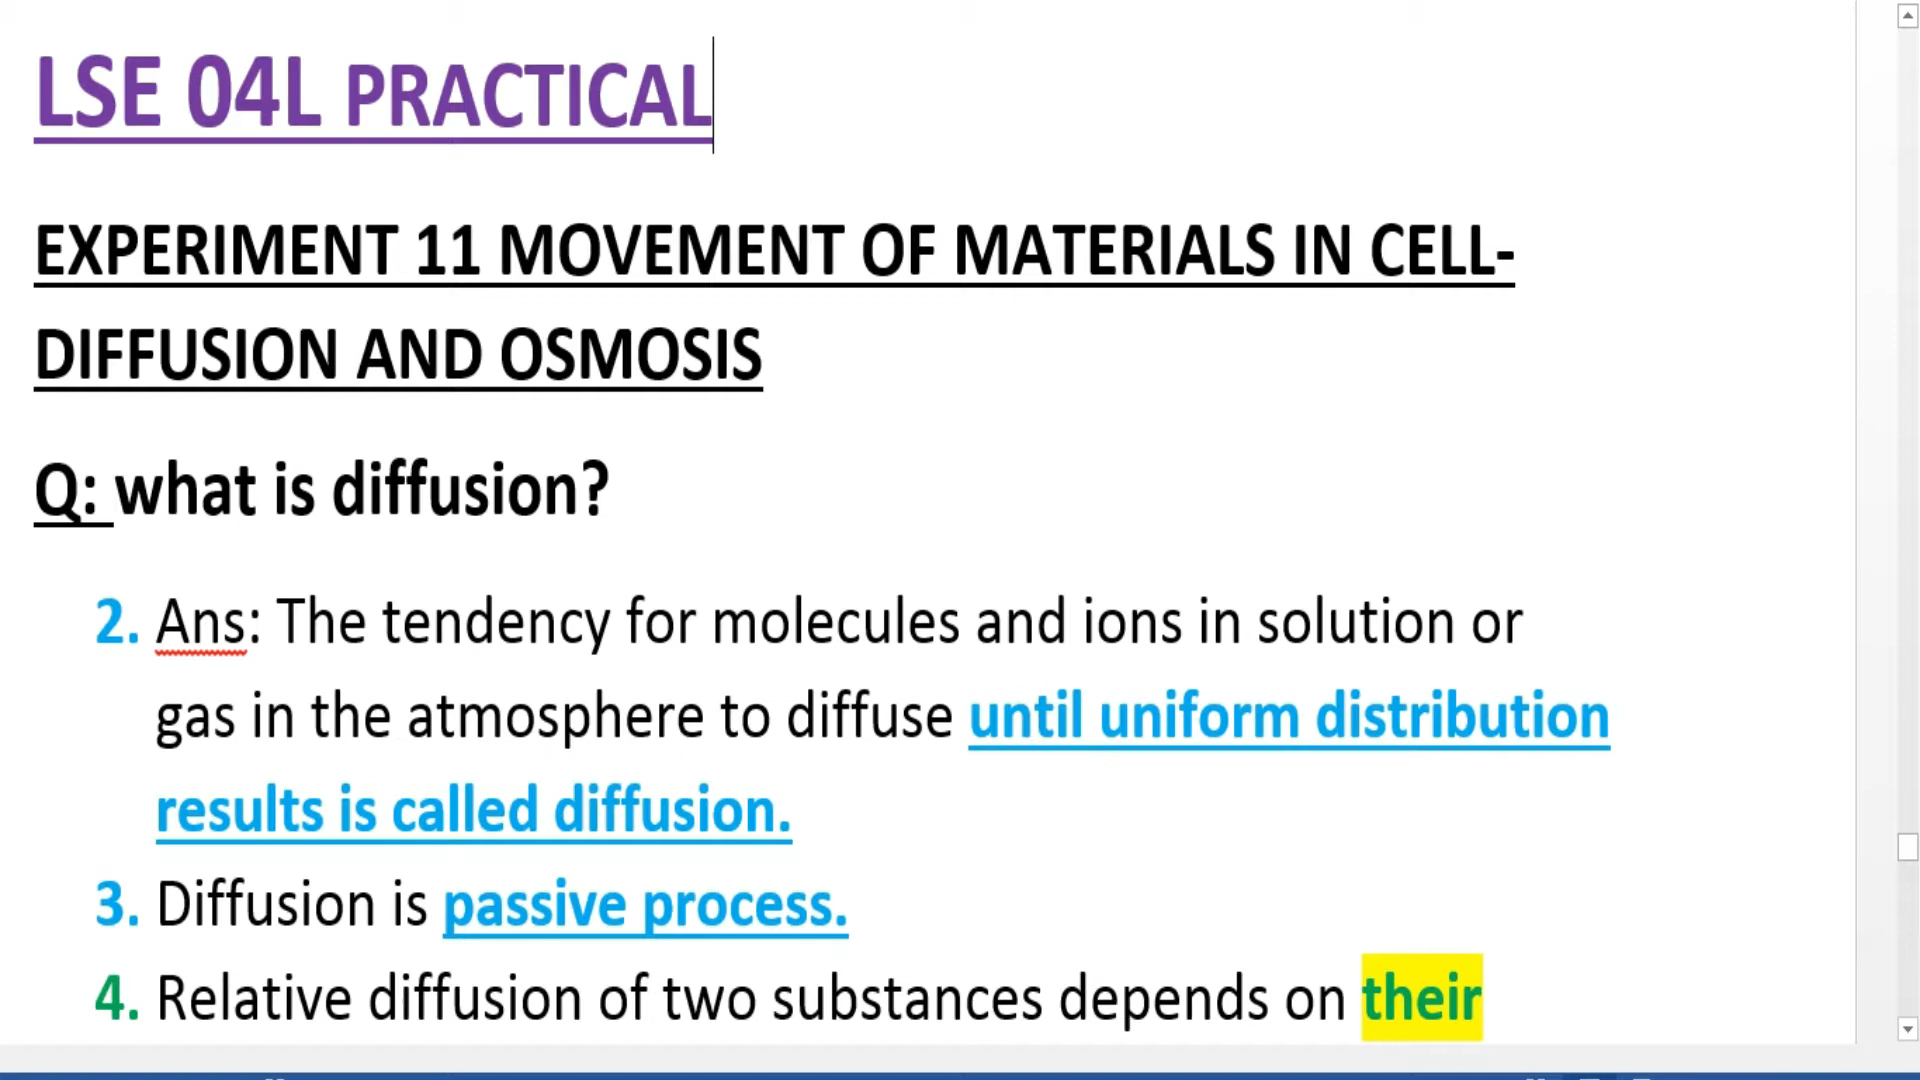 LSE 04L PRACTICAL
EXPERIMENT 11 MOVEMENT OF MATERIALS IN CELL-
DIFFUSION AND OSMOSIS
Q: what is diffusion?
2. Ans: The tendency for molecules and ions in solution or
gas in the atmosphere to diffuse until uniform distribution
results is called diffusion.
3. Diffusion is passive process.
4. Relative diffusion of two substances depends on their